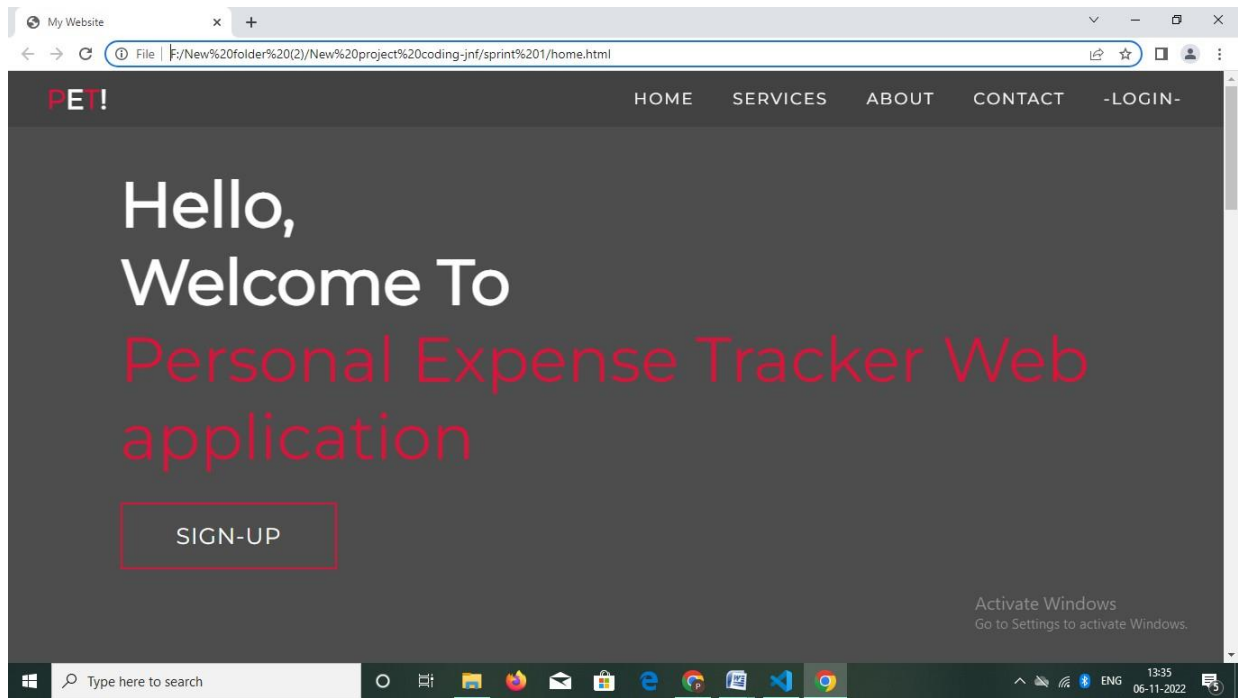 My Website
File | F:/New%20folder%20(2)/New%20project%20coding-jnf/sprint%201/home.html
PET!
HOME SERVICES ABOUT CONTACT -LOGIN-
Hello,
Welcome To
Personal Expense Tracker Web
application
SIGN-UP
Activate Windows
Go to Settings to activate Windows.
Type here to search
ENG
13:35
06-11-2022
5